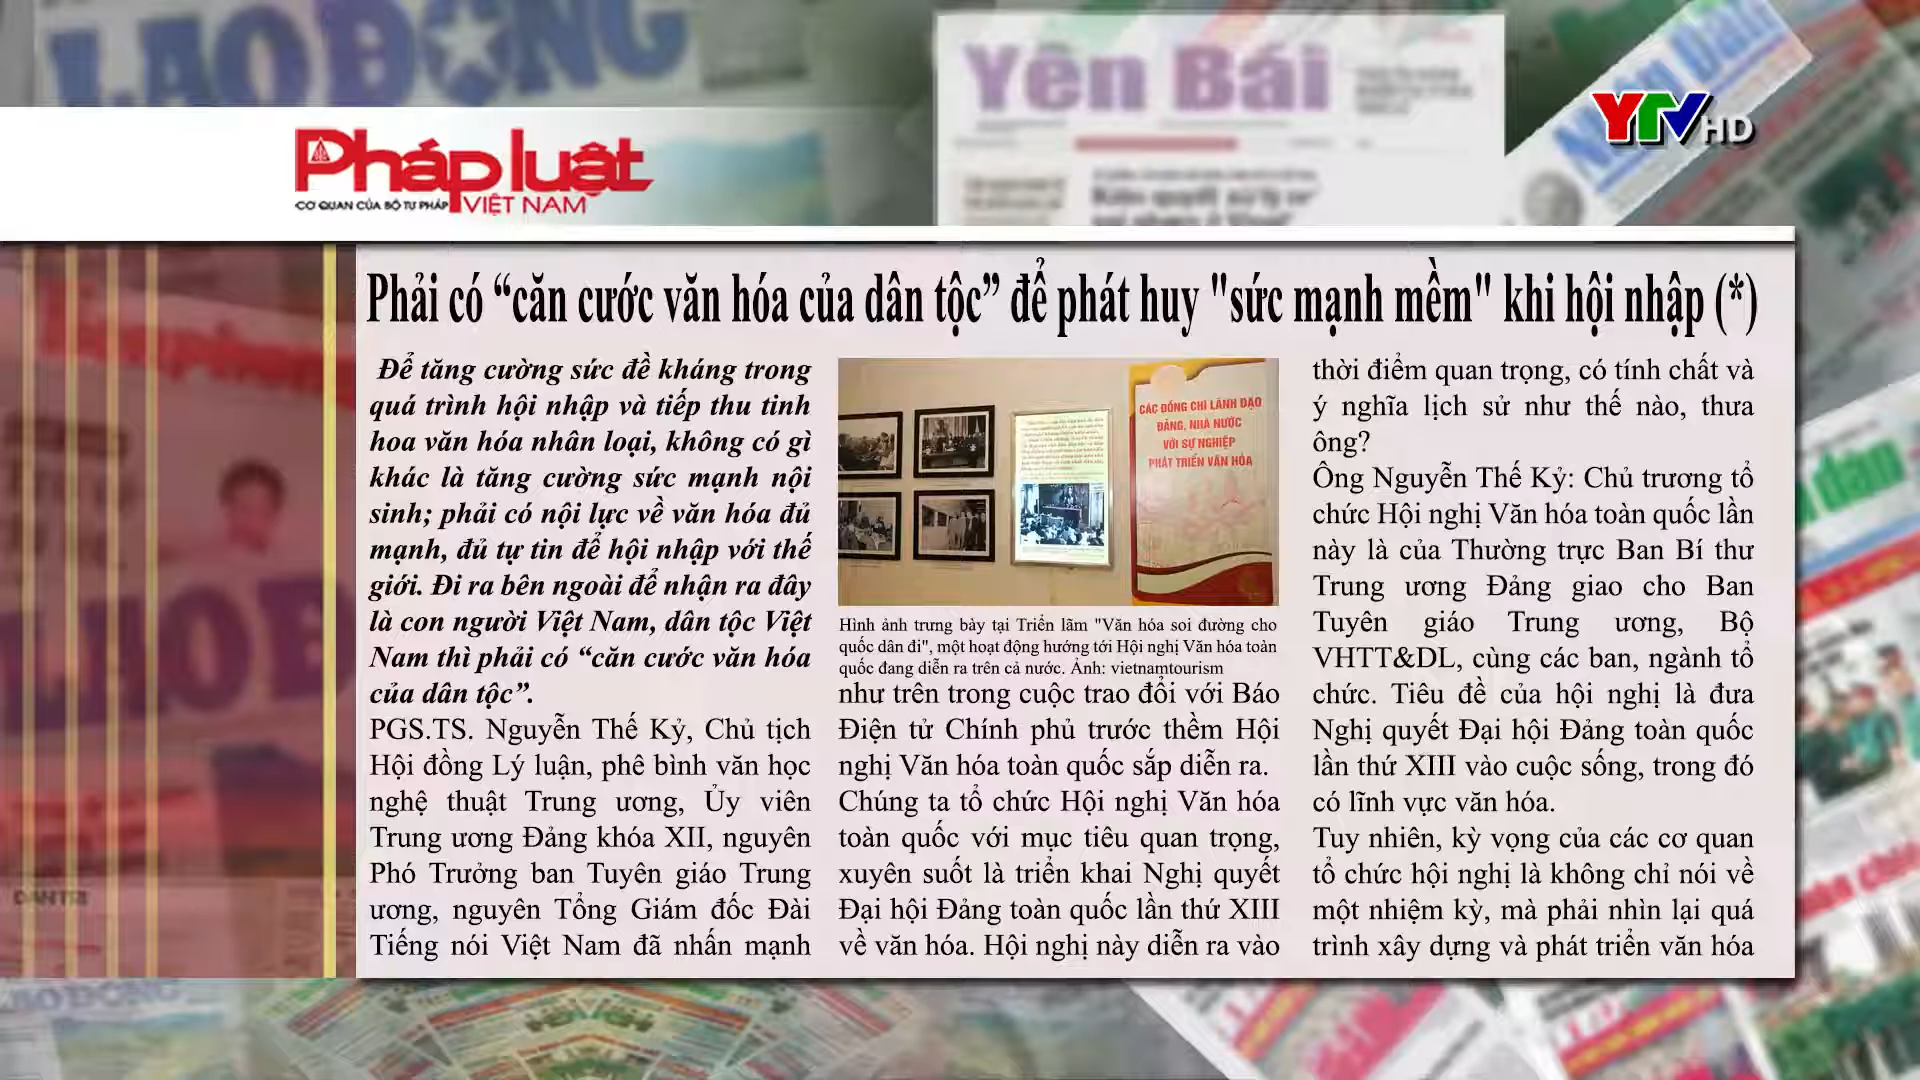 LAO ĐỘNG
Yên Bái
Nhân Dân
YTV HD
Pháp luật
CƠ QUAN CỦA BỘ TƯ PHÁP
VIỆT NAM
Phải có “căn cước văn hóa của dân tộc” để phát huy "sức mạnh mềm" khi hội nhập (*)
Để tăng cường sức đề kháng trong
quá trình hội nhập và tiếp thu tinh
hoa văn hóa nhân loại, không có gì
khác là tăng cường sức mạnh nội
sinh; phải có nội lực về văn hóa đủ
mạnh, đủ tự tin để hội nhập với thế
giới. Đi ra bên ngoài để nhận ra đây
là con người Việt Nam, dân tộc Việt
Nam thì phải có “căn cước văn hóa
của dân tộc”.
PGS.TS. Nguyễn Thế Kỷ, Chủ tịch
Hội đồng Lý luận, phê bình văn học
nghệ thuật Trung ương, Ủy viên
Trung ương Đảng khóa XII, nguyên
Phó Trưởng ban Tuyên giáo Trung
ương, nguyên Tổng Giám đốc Đài
Tiếng nói Việt Nam đã nhấn mạnh
CÁC ĐỒNG CHÍ LÃNH ĐẠO
ĐẢNG, NHÀ NƯỚC
VỚI SỰ NGHIỆP
PHÁT TRIỂN VĂN HÓA
Hình ảnh trưng bày tại Triển lãm "Văn hóa soi đường cho
quốc dân đi", một hoạt động hướng tới Hội nghị Văn hóa toàn
quốc đang diễn ra trên cả nước. Ảnh: vietnamtourism
như trên trong cuộc trao đổi với Báo
Điện tử Chính phủ trước thềm Hội
nghị Văn hóa toàn quốc sắp diễn ra.
Chúng ta tổ chức Hội nghị Văn hóa
toàn quốc với mục tiêu quan trọng,
xuyên suốt là triển khai Nghị quyết
Đại hội Đảng toàn quốc lần thứ XIII
về văn hóa. Hội nghị này diễn ra vào
thời điểm quan trọng, có tính chất và
ý nghĩa lịch sử như thế nào, thưa
ông?
Ông Nguyễn Thế Kỷ: Chủ trương tổ
chức Hội nghị Văn hóa toàn quốc lần
này là của Thường trực Ban Bí thư
Trung ương Đảng giao cho Ban
Tuyên giáo Trung ương, Bộ
VHTT&DL, cùng các ban, ngành tổ
chức. Tiêu đề của hội nghị là đưa
Nghị quyết Đại hội Đảng toàn quốc
lần thứ XIII vào cuộc sống, trong đó
có lĩnh vực văn hóa.
Tuy nhiên, kỳ vọng của các cơ quan
tổ chức hội nghị là không chỉ nói về
một nhiệm kỳ, mà phải nhìn lại quá
trình xây dựng và phát triển văn hóa